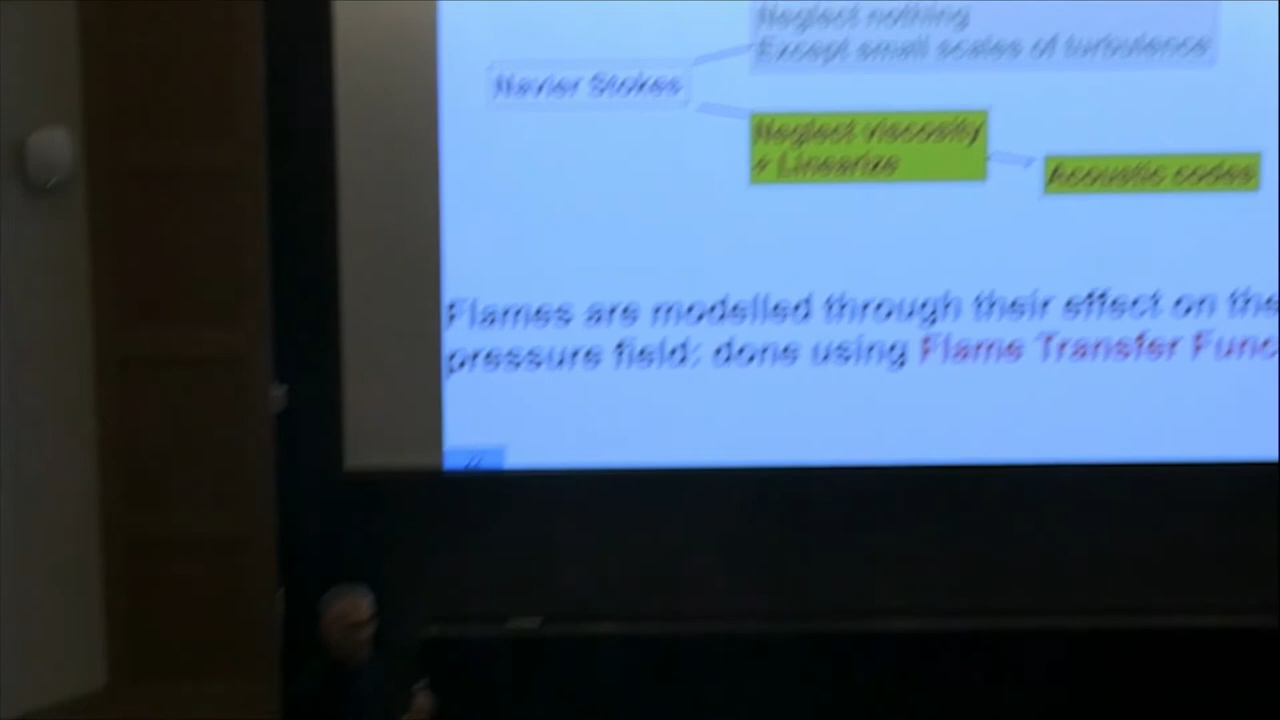 Neglect nothing
Except small scales of turbulence
Navier Stokes
Neglect viscosity
+ Linearize
Acoustic codes
Flames are modelled through their effect on the
pressure field: done using Flame Transfer Func